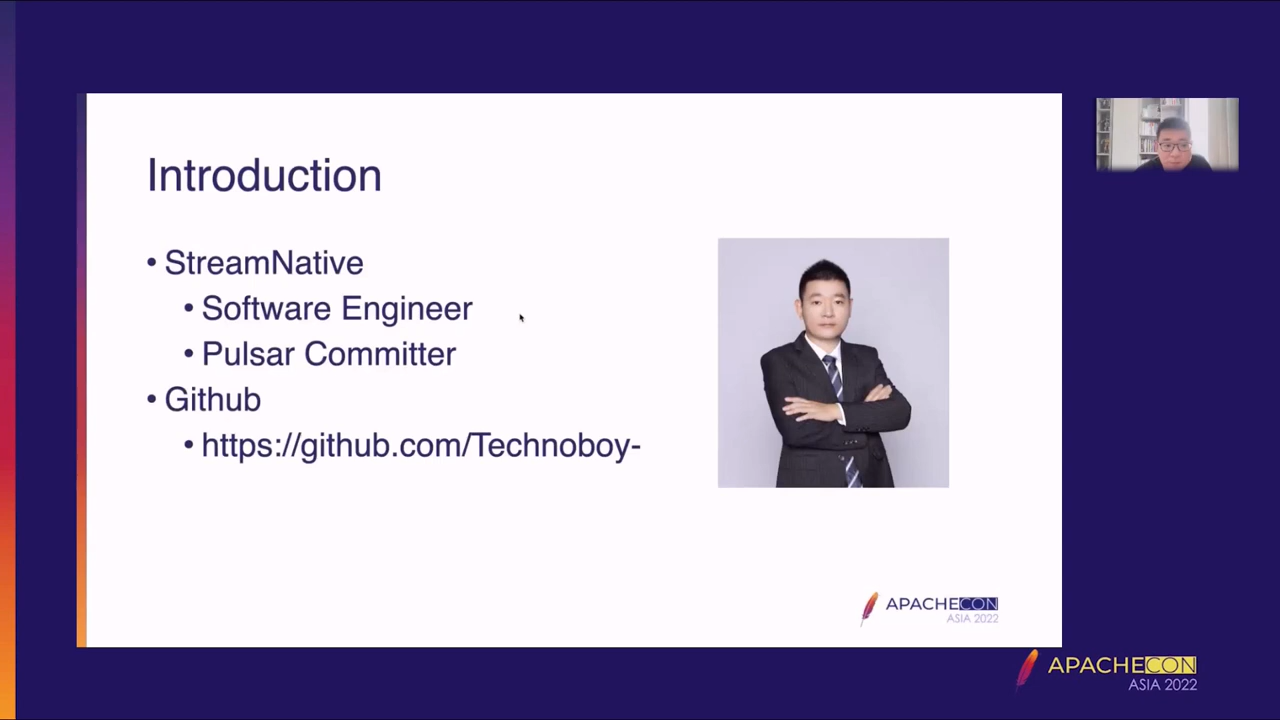 Introduction
• StreamNative
• Software Engineer
• Pulsar Committer
• Github
• https://github.com/Technoboy-
APACHECON
ASIA 2022
APACHECON
ASIA 2022